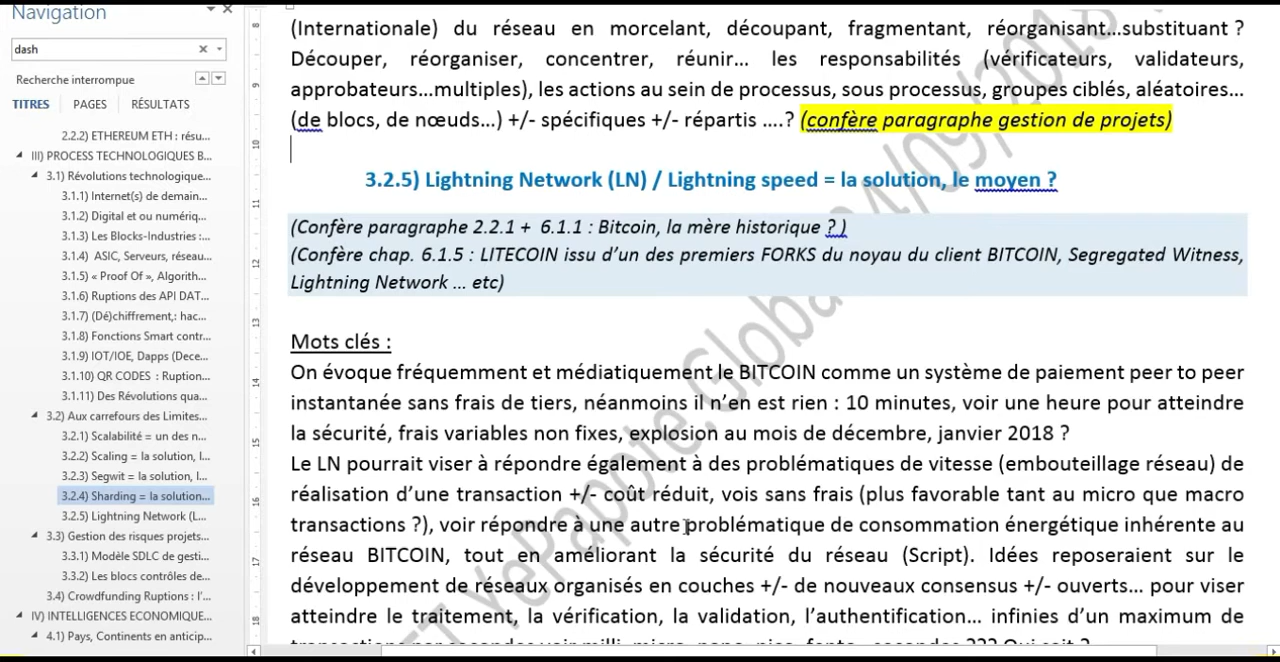 Navigation
dash
Recherche interrompue
TITRES PAGES RÉSULTATS
2.2.2) ETHEREUM ETH : résu...
III) PROCESS TECHNOLOGIQUES B...
3.1) Révolutions technologique...
3.1.1) Internet(s) de demain...
3.1.2) Digital et ou numériq...
3.1.3) Les Blocks-Industries :...
3.1.4) ASIC, Serveurs, réseau...
3.1.5) « Proof Of », Algorith...
3.1.6) Ruptions des API DAT...
3.1.7) (Dé)chiffrement,: hac...
3.1.8) Fonctions Smart contr...
3.1.9) IOT/IOE, Dapps (Dece...
3.1.10) QR CODES : Ruption...
3.1.11) Des Révolutions qua...
3.2) Aux carrefours des Limites...
3.2.1) Scalabilité = un des n...
3.2.2) Scaling = la solution, l...
3.2.3) Segwit = la solution, l...
3.2.4) Sharding = la solution...
3.2.5) Lightning Network (L...
3.3) Gestion des risques projets...
3.3.1) Modèle SDLC de gesti...
3.3.2) Les blocs contrôles de...
3.4) Crowdfunding Ruptions : l'...
IV) INTELLIGENCES ECONOMIQUE...
4.1) Pays, Continents en anticip...
8
9
10
11
12
13
14
15
16
17
18
(Internationale) du réseau en morcelant, découpant, fragmentant, réorganisant...substituant ?
Découper, réorganiser, concentrer, réunir... les responsabilités (vérificateurs, validateurs,
approbateurs...multiples), les actions au sein de processus, sous processus, groupes ciblés, aléatoires...
(de blocs, de nœuds...) +/- spécifiques +/- répartis ....? (confère paragraphe gestion de projets)
3.2.5) Lightning Network (LN) / Lightning speed = la solution, le moyen ?
(Confère paragraphe 2.2.1 + 6.1.1 : Bitcoin, la mère historique ? )
(Confère chap. 6.1.5 : LITECOIN issu d'un des premiers FORKS du noyau du client BITCOIN, Segregated Witness,
Lightning Network ... etc)
Mots clés :
On évoque fréquemment et médiatiquement le BITCOIN comme un système de paiement peer to peer
instantanée sans frais de tiers, néanmoins il n'en est rien : 10 minutes, voir une heure pour atteindre
la sécurité, frais variables non fixes, explosion au mois de décembre, janvier 2018 ?
Le LN pourrait viser à répondre également à des problématiques de vitesse (embouteillage réseau) de
réalisation d'une transaction +/- coût réduit, vois sans frais (plus favorable tant au micro que macro
transactions ?), voir répondre à une autre problématique de consommation énergétique inhérente au
réseau BITCOIN, tout en améliorant la sécurité du réseau (Script). Idées reposeraient sur le
développement de réseaux organisés en couches +/- de nouveaux consensus +/- ouverts... pour viser
atteindre le traitement, la vérification, la validation, l'authentification... infinies d'un maximum de